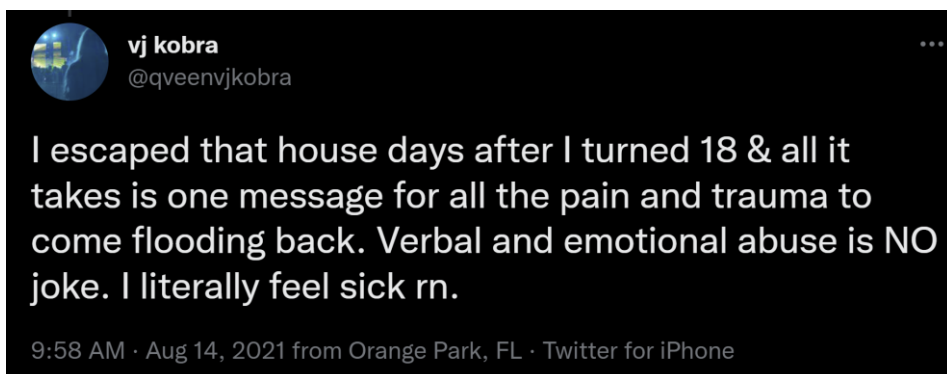 vj kobra
@qveenvjkobra
I escaped that house days after I turned 18 & all it
takes is one message for all the pain and trauma to
come flooding back. Verbal and emotional abuse is NO
joke. I literally feel sick rn.
9:58 AM · Aug 14, 2021 from Orange Park, FL · Twitter for iPhone